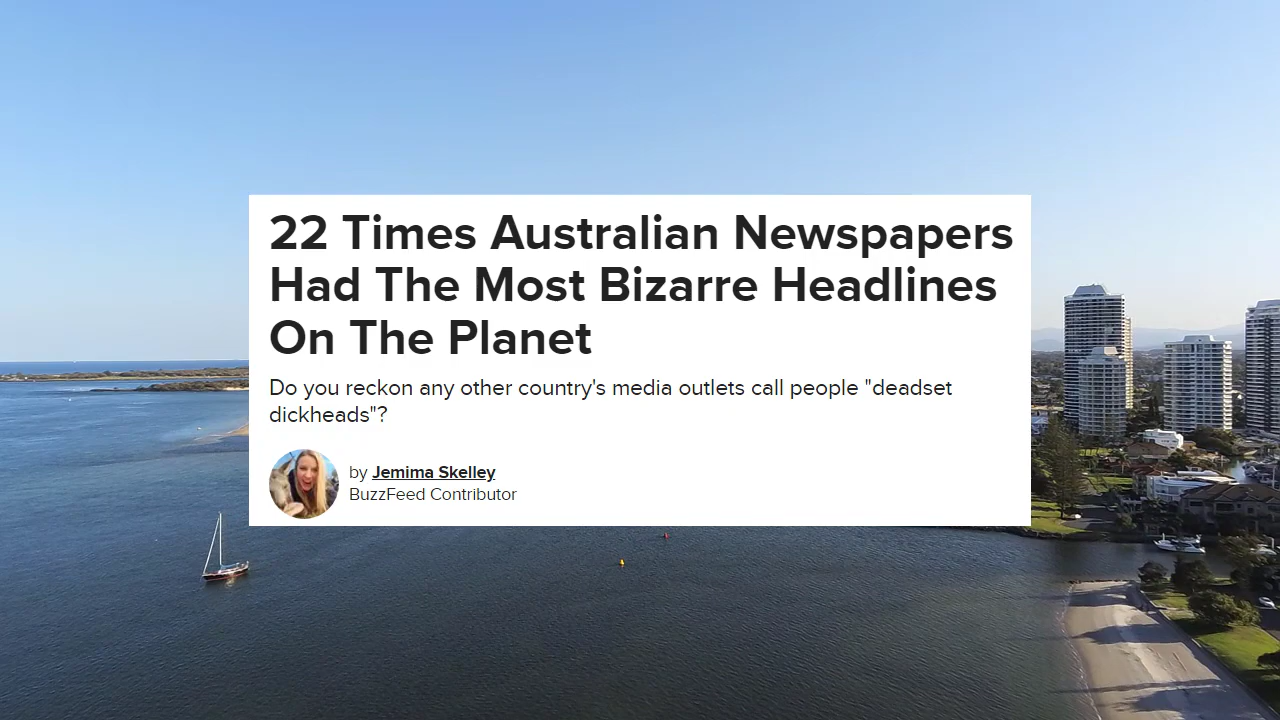 22 Times Australian Newspapers
Had The Most Bizarre Headlines
On The Planet
Do you reckon any other country's media outlets call people "deadset
dickheads"?
by Jemima Skelley
BuzzFeed Contributor